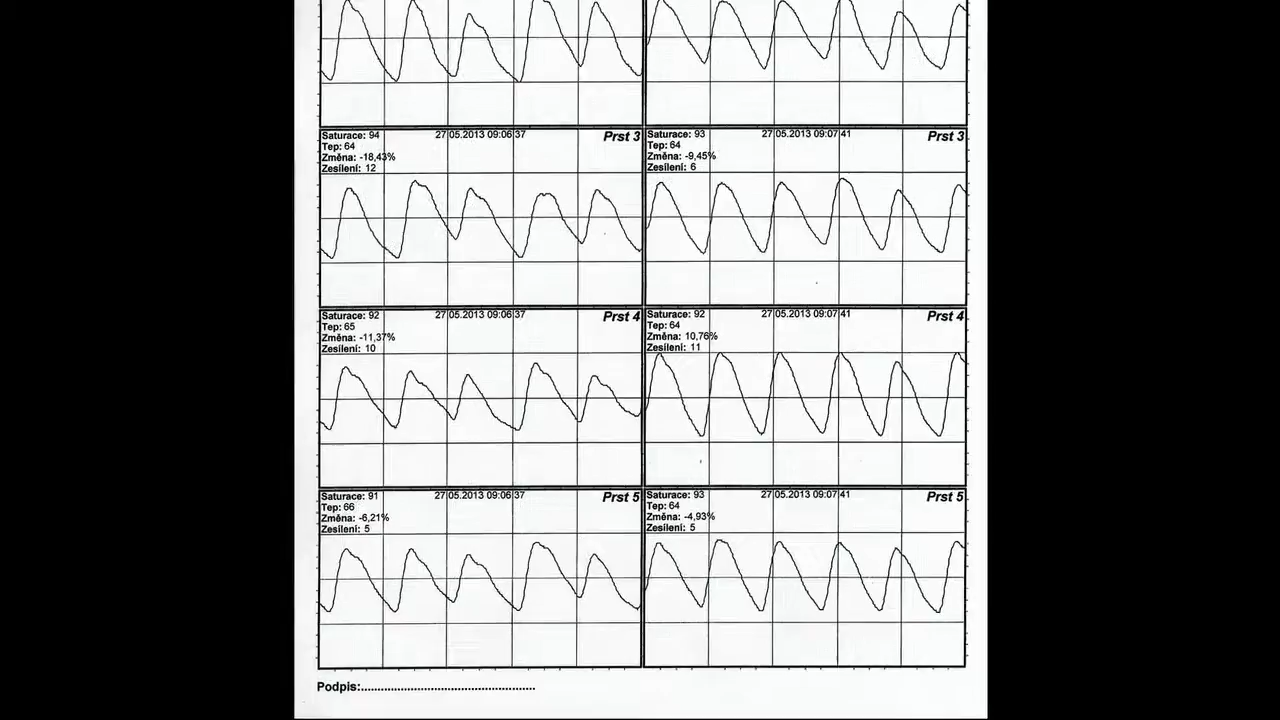 Saturace: 94 27 05.2013 09:06 37 Prst 3
Tep: 64
Změna: -18,43%
Zesílení: 12
Saturace: 93 27 05.2013 09:07 41 Prst 3
Tep: 64
Změna: -9,45%
Zesílení: 6
Saturace: 92 27 05.2013 09:06 37 Prst 4
Tep: 65
Změna: -11,37%
Zesílení: 10
Saturace: 92 27 05.2013 09:07 41 Prst 4
Tep: 64
Změna: 10,76%
Zesílení: 11
Saturace: 91 27 05.2013 09:06 37 Prst 5
Tep: 66
Změna: -6,21%
Zesílení: 5
Saturace: 93 27 05.2013 09:07 41 Prst 5
Tep: 64
Změna: -4,93%
Zesílení: 5
Podpis:.....................................................